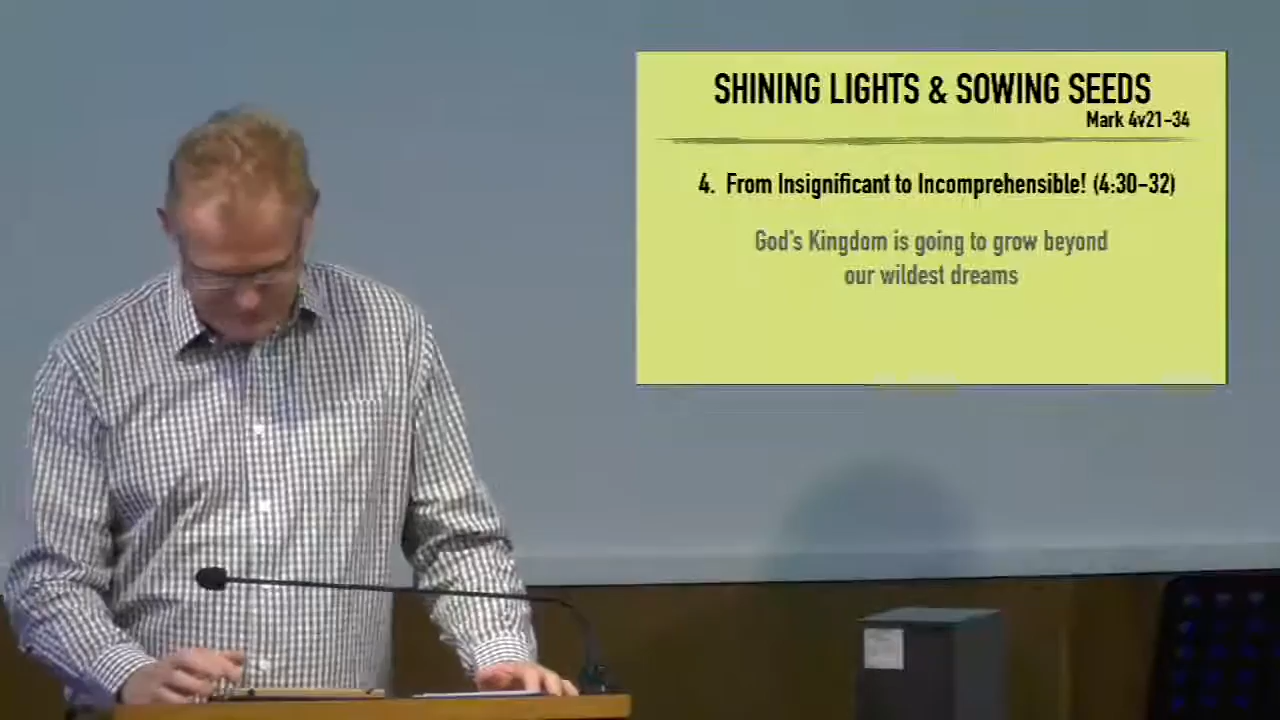 SHINING LIGHTS & SOWING SEEDS
Mark 4v21-34
4. From Insignificant to Incomprehensible! (4:30-32)
God's Kingdom is going to grow beyond
our wildest dreams